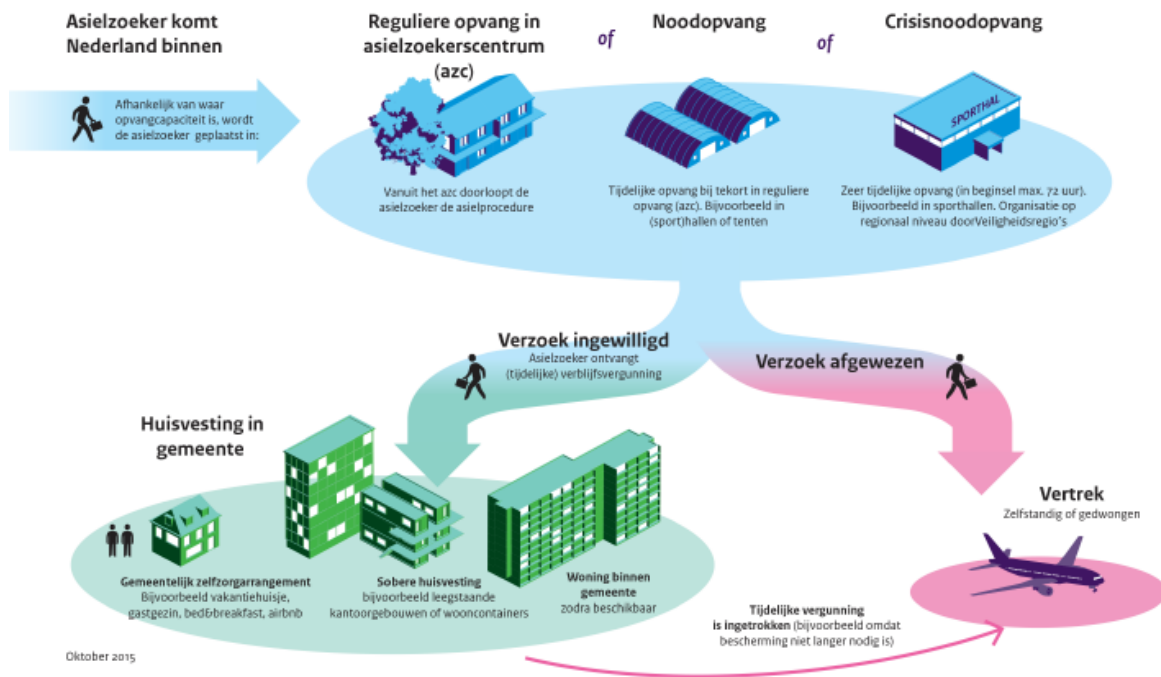 Asielzoeker komt
Nederland binnen
Afhankelijk van waar
opvangcapaciteit is, wordt
de asielzoeker geplaatst in:
Reguliere opvang in
asielzoekerscentrum
(azc)
of
Noodopvang
of
Crisisnoodopvang
SPORTHAL
Vanuit het azc doorloopt de
asielzoeker de asielprocedure
Tijdelijke opvang bij tekort in reguliere
opvang (azc). Bijvoorbeeld in
(sport)hallen of tenten
Zeer tijdelijke opvang (in beginsel max. 72 uur).
Bijvoorbeeld in sporthallen. Organisatie op
regionaal niveau doorVeiligheidsregio's
Verzoek ingewilligd
Asielzoeker ontvangt
(tijdelijke) verblijfsvergunning
Verzoek afgewezen
Huisvesting in
gemeente
Gemeentelijk zelfzorgarrangement
Bijvoorbeeld vakantiehuisje,
gastgezin, bed&breakfast, airbnb
Sobere huisvesting
bijvoorbeeld leegstaande
kantoorgebouwen of wooncontainers
Woning binnen
gemeente
zodra beschikbaar
Vertrek
Zelfstandig of gedwongen
Tijdelijke vergunning
is ingetrokken (bijvoorbeeld omdat
bescherming niet langer nodig is)
Oktober 2015